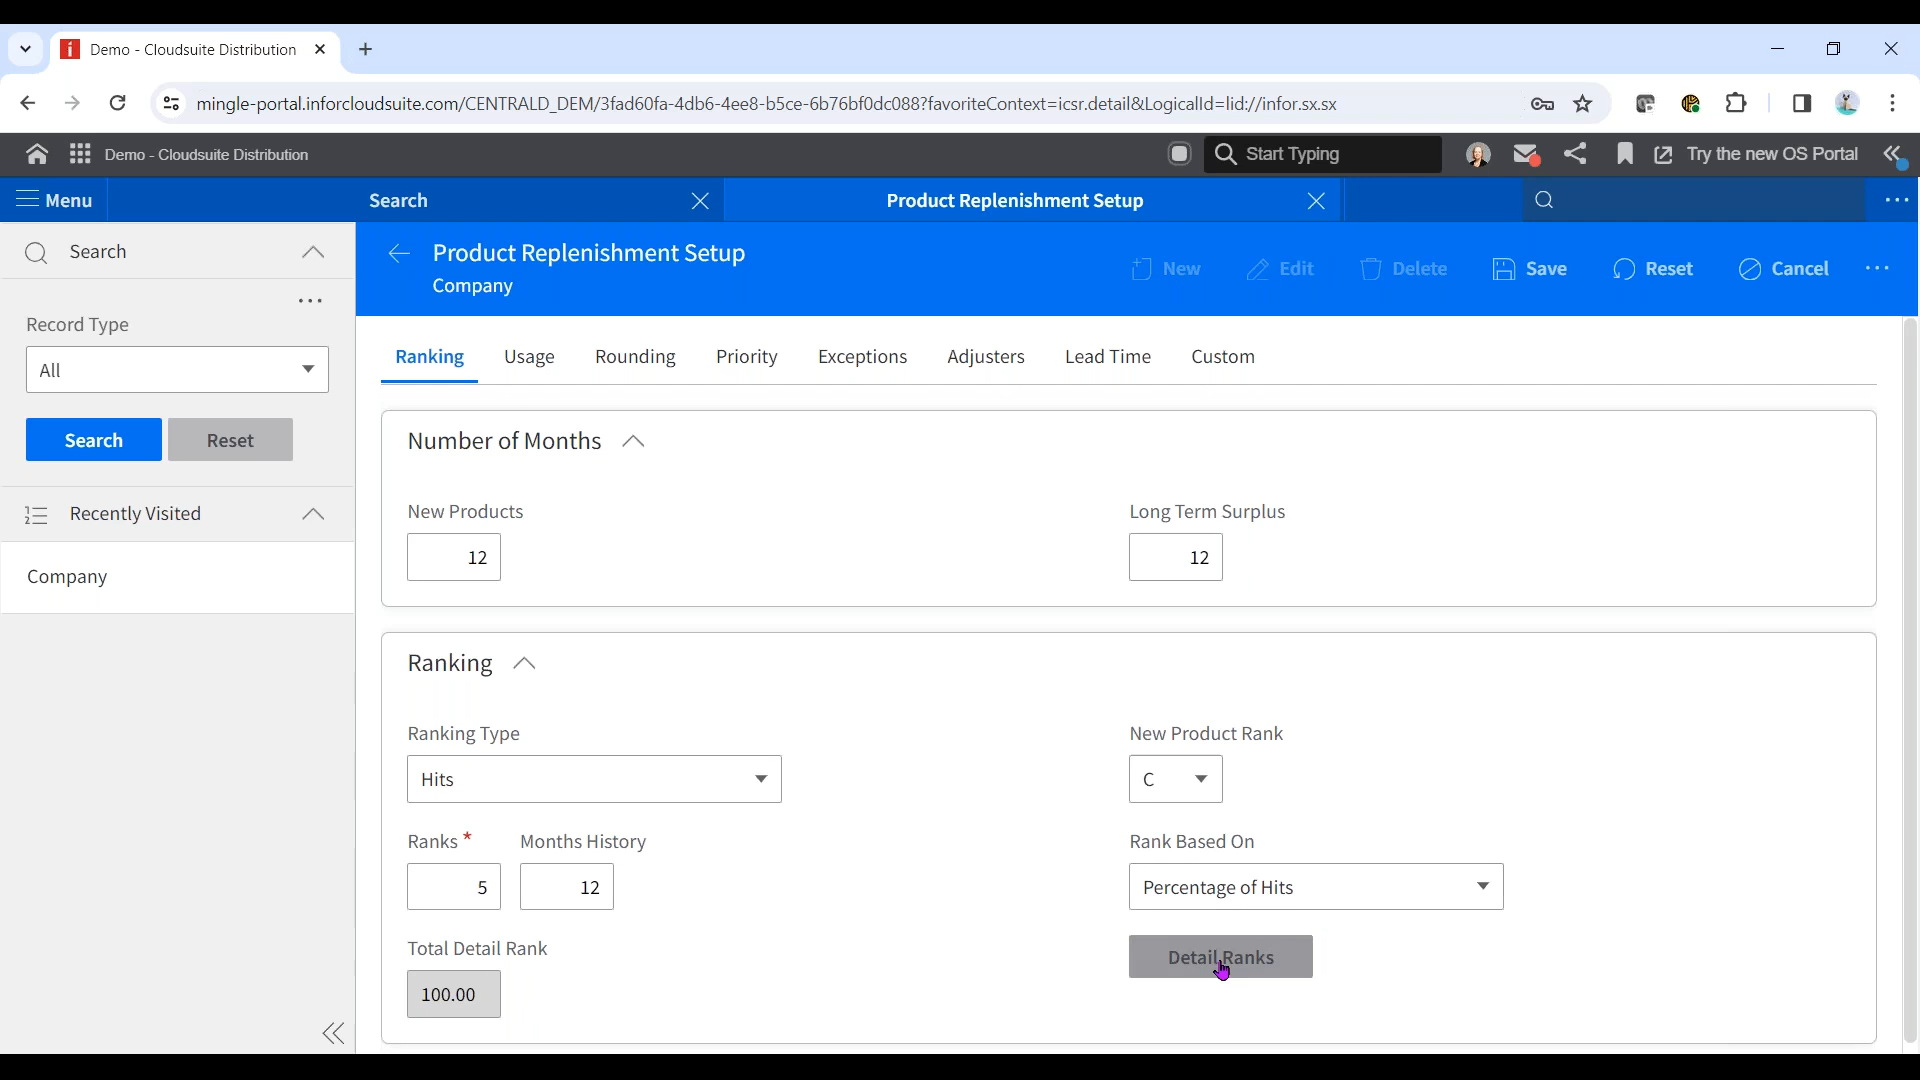 Demo - Cloudsuite Distribution
mingle-portal.inforcloudsuite.com/CENTRALD_DEM/3fad60fa-4db6-4ee8-b5ce-6b76bf0dc088?favoriteContext=icsr.detail&LogicalId=lid://infor.sx.sx
Demo - Cloudsuite Distribution
Start Typing
Try the new OS Portal
Menu
Search
Product Replenishment Setup
Search
Product Replenishment Setup
Company
New
Edit
Delete
Save
Reset
Cancel
Record Type
All
Search
Reset
Recently Visited
Company
Ranking
Usage
Rounding
Priority
Exceptions
Adjusters
Lead Time
Custom
Number of Months
New Products
Long Term Surplus
12
12
Ranking
Ranking Type
New Product Rank
Hits
C
Ranks *
Months History
Rank Based On
5
12
Percentage of Hits
Total Detail Rank
Detail Ranks
100.00